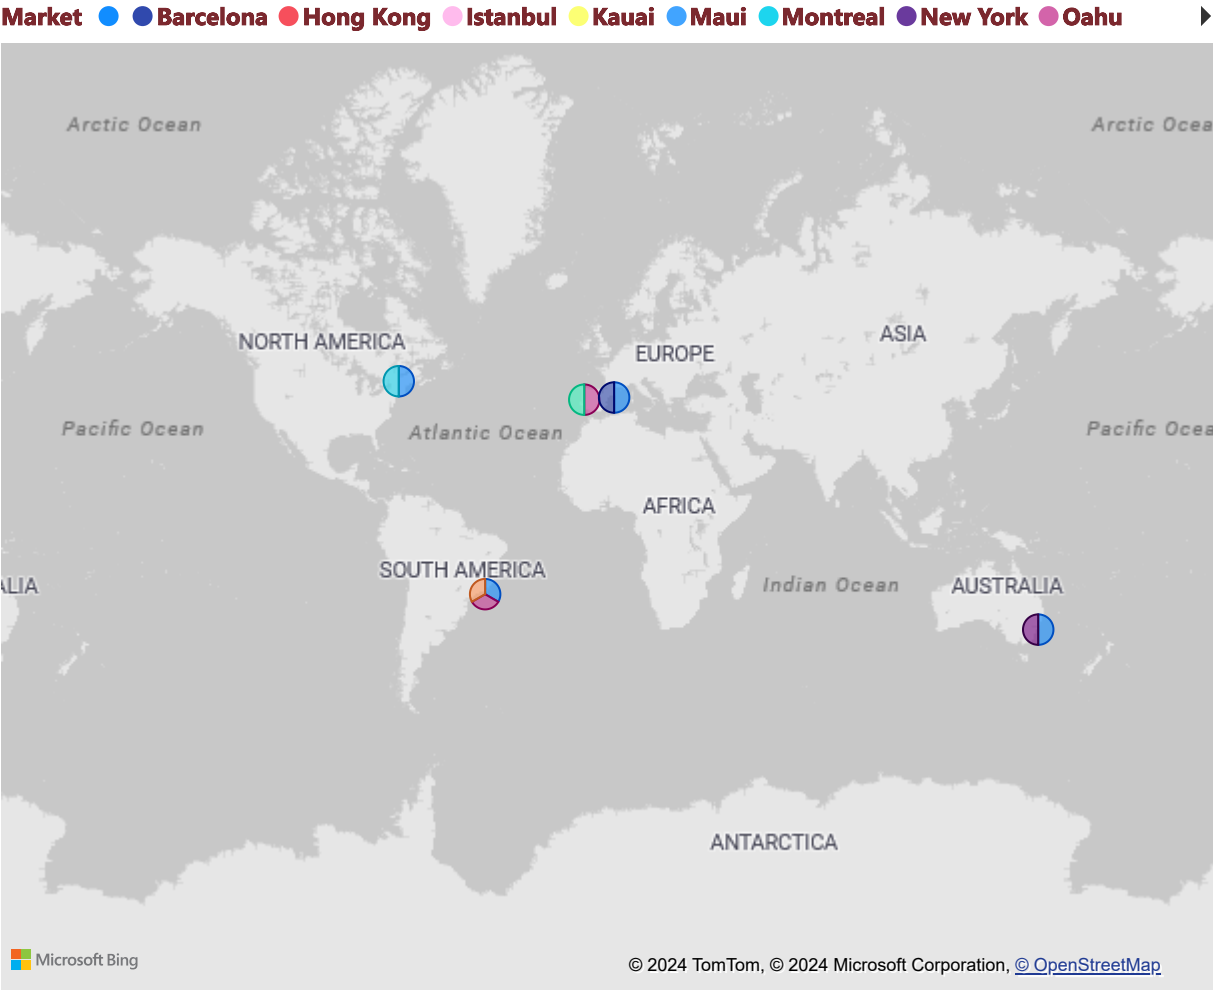 Market Barcelona Hong Kong Istanbul Kauai Maui Montreal New York Oahu
Arctic Ocean
Arctic Ocea
NORTH AMERICA
ASIA
EUROPE
Pacific Ocean
Atlantic Ocean
Pacific Ocea
AFRICA
SOUTH AMERICA
ALIA
Indian Ocean
AUSTRALIA
ANTARCTICA
Microsoft Bing
© 2024 TomTom, © 2024 Microsoft Corporation, © OpenStreetMap